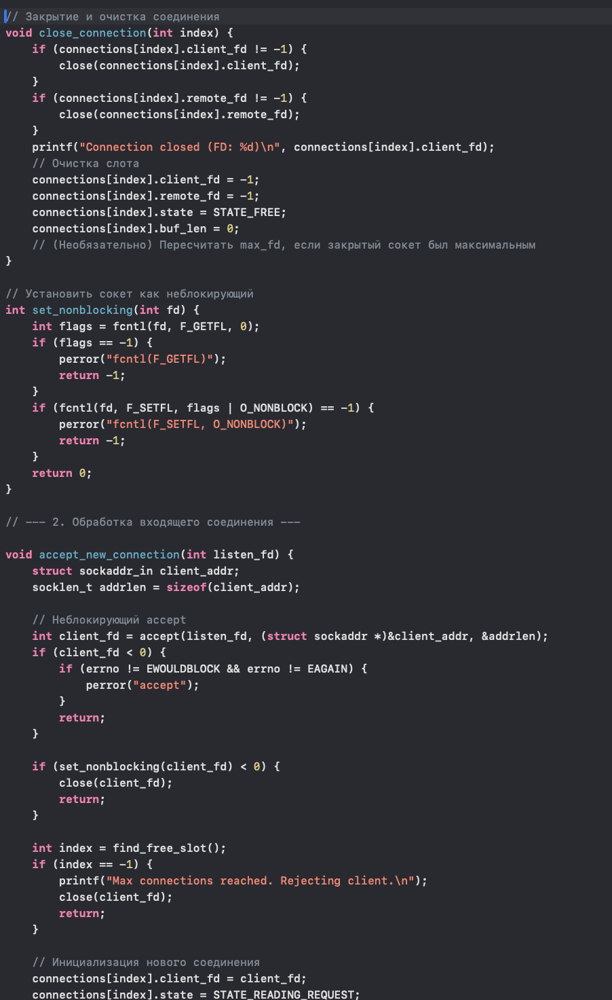 // Закрытие и очистка соединения
void close_connection(int index) {
    if (connections[index].client_fd != -1) {
        close(connections[index].client_fd);
    }
    if (connections[index].remote_fd != -1) {
        close(connections[index].remote_fd);
    }
    printf("Connection closed (FD: %d)\n", connections[index].client_fd);
    // Очистка слота
    connections[index].client_fd = -1;
    connections[index].remote_fd = -1;
    connections[index].state = STATE_FREE;
    connections[index].buf_len = 0;
    // (Необязательно) Пересчитать max_fd, если закрытый сокет был максимальным
}

// Установить сокет как неблокирующий
int set_nonblocking(int fd) {
    int flags = fcntl(fd, F_GETFL, 0);
    if (flags == -1) {
        perror("fcntl(F_GETFL)");
        return -1;
    }
    if (fcntl(fd, F_SETFL, flags | O_NONBLOCK) == -1) {
        perror("fcntl(F_SETFL, O_NONBLOCK)");
        return -1;
    }
    return 0;
}

// --- 2. Обработка входящего соединения ---

void accept_new_connection(int listen_fd) {
    struct sockaddr_in client_addr;
    socklen_t addrlen = sizeof(client_addr);

    // Неблокирующий accept
    int client_fd = accept(listen_fd, (struct sockaddr *)&client_addr, &addrlen);
    if (client_fd < 0) {
        if (errno != EWOULDBLOCK && errno != EAGAIN) {
            perror("accept");
        }
        return;
    }

    if (set_nonblocking(client_fd) < 0) {
        close(client_fd);
        return;
    }

    int index = find_free_slot();
    if (index == -1) {
        printf("Max connections reached. Rejecting client.\n");
        close(client_fd);
        return;
    }

    // Инициализация нового соединения
    connections[index].client_fd = client_fd;
    connections[index].state = STATE_READING_REQUEST;